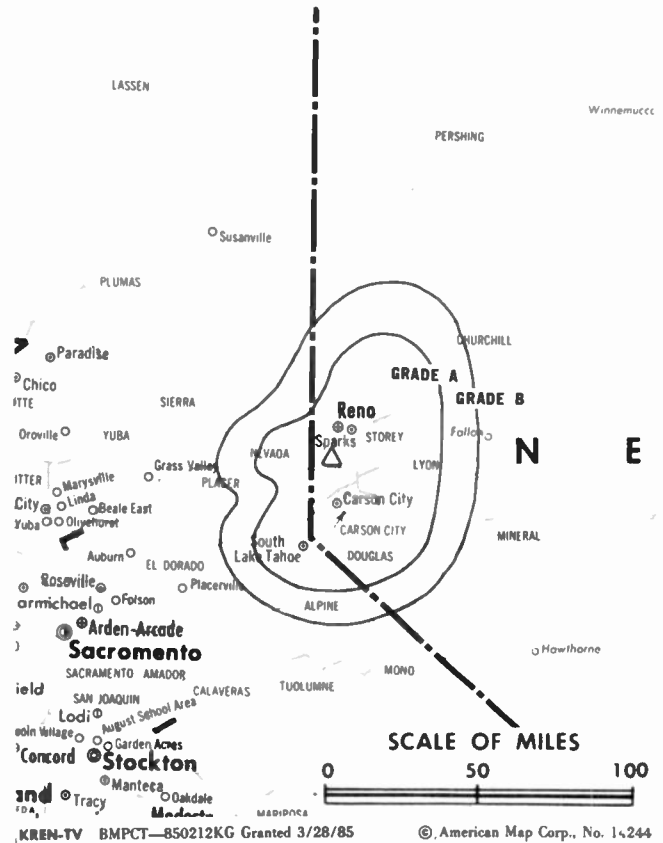 LASSEN
PERSHING
Susanville
PLUMAS
CHURCHILL
Paradise
GRADE A
Chico
GRADE B
SIERRA
Reno
Oroville
YUBA
Sparks
STOREY
Fallon
N E
NEVADA
Grass Valley
LYON
PLACER
Marysville
City
Linda
Beale East
Carson City
Yuba
Olivehurst
CARSON CITY
MINERAL
South
Lake Tahoe
Auburn
DOUGLAS
EL DORADO
Roseville
Placerville
Folson
ALPINE
Arden-Arcade
Sacramento
Hawthorne
SACRAMENTO
AMADOR
MONO
TUOLUMNE
CALAVERAS
SAN JOAQUIN
August School Area
Lodi
Garden Acres
SCALE OF MILES
Concord
Stockton
0 50 100
Manteca
Tracy
Oakdale
MARIPOSA
KREN-TV BMPCT—850212KG Granted 3/28/85
© American Map Corp., No.